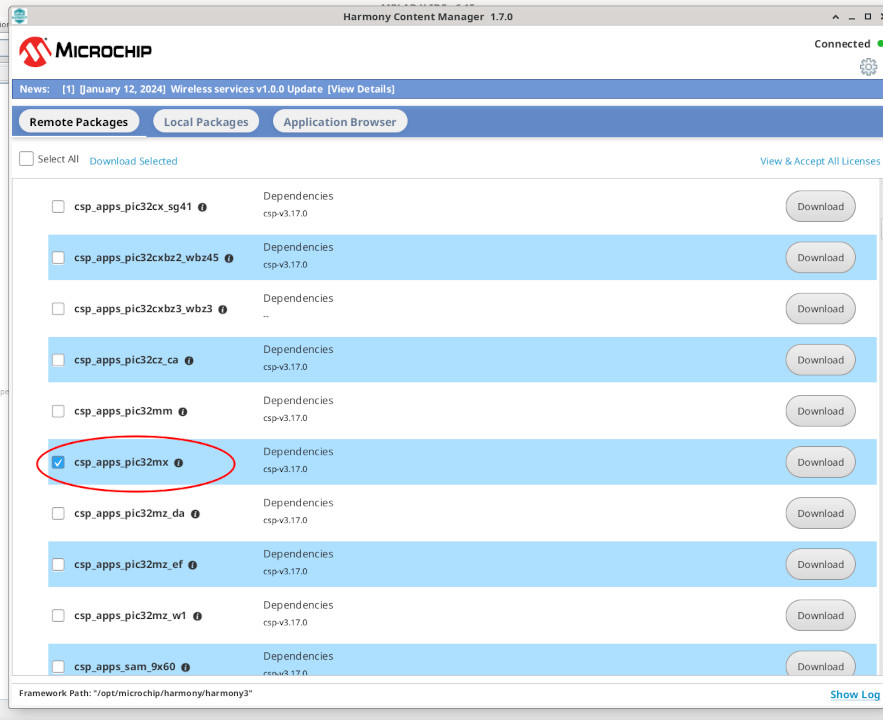 Harmony Content Manager 1.7.0
MICROCHIP
Connected
News: [1] [January 12, 2024] Wireless services v1.0.0 Update [View Details]
Remote Packages Local Packages Application Browser
Select All Download Selected View & Accept All Licenses
csp_apps_pic32cx_sg41 Dependencies Download
csp-v3.17.0
csp_apps_pic32cxbz2_wbz45 Dependencies Download
csp-v3.17.0
csp_apps_pic32cxbz3_wbz3 Dependencies Download
--
csp_apps_pic32cz_ca Dependencies Download
csp-v3.17.0
csp_apps_pic32mm Dependencies Download
csp-v3.17.0
csp_apps_pic32mx Dependencies Download
csp-v3.17.0
csp_apps_pic32mz_da Dependencies Download
csp-v3.17.0
csp_apps_pic32mz_ef Dependencies Download
csp-v3.17.0
csp_apps_pic32mz_w1 Dependencies Download
csp-v3.17.0
csp_apps_sam_9x60 Dependencies Download
csp-v3.17.0
Framework Path: "/opt/microchip/harmony/harmony3" Show Log